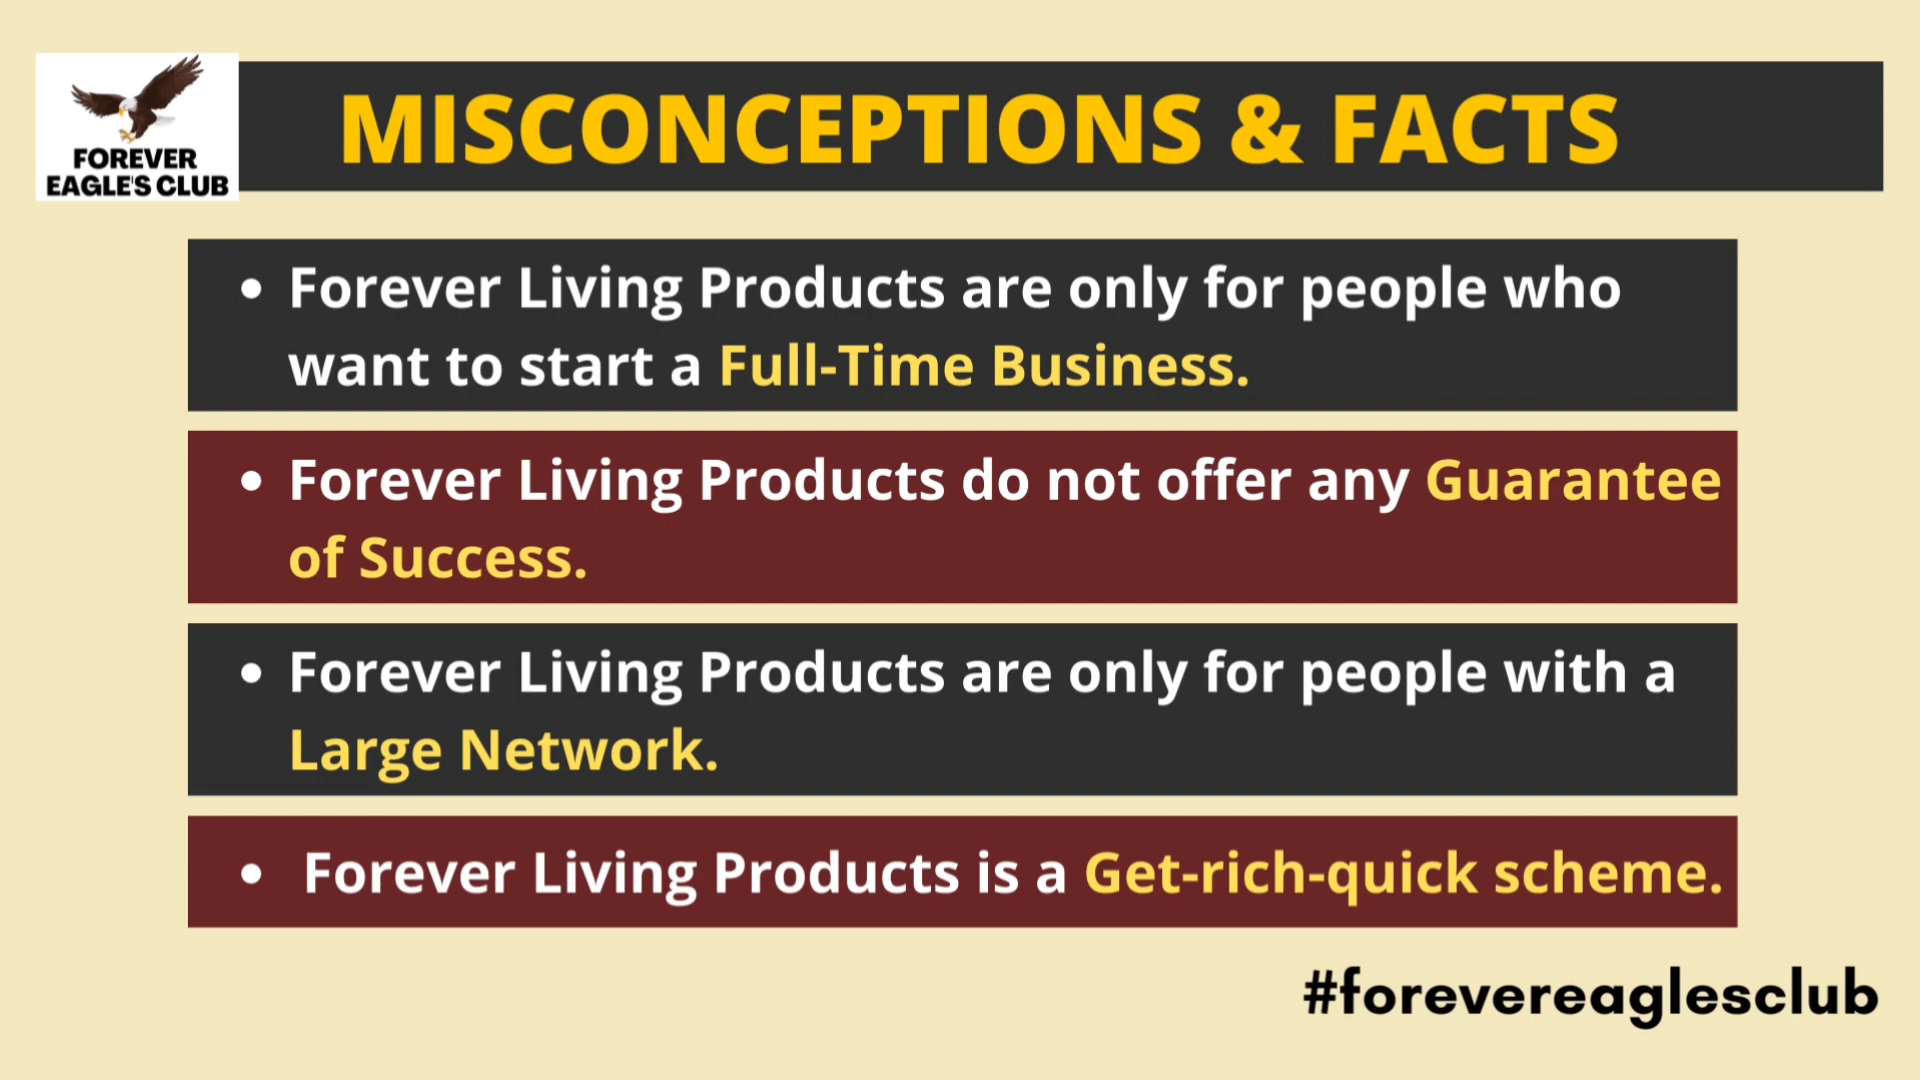 FOREVER
EAGLE'S CLUB
MISCONCEPTIONS & FACTS
• Forever Living Products are only for people who
want to start a Full-Time Business.
• Forever Living Products do not offer any Guarantee
of Success.
• Forever Living Products are only for people with a
Large Network.
• Forever Living Products is a Get-rich-quick scheme.
#forevereaglesclub